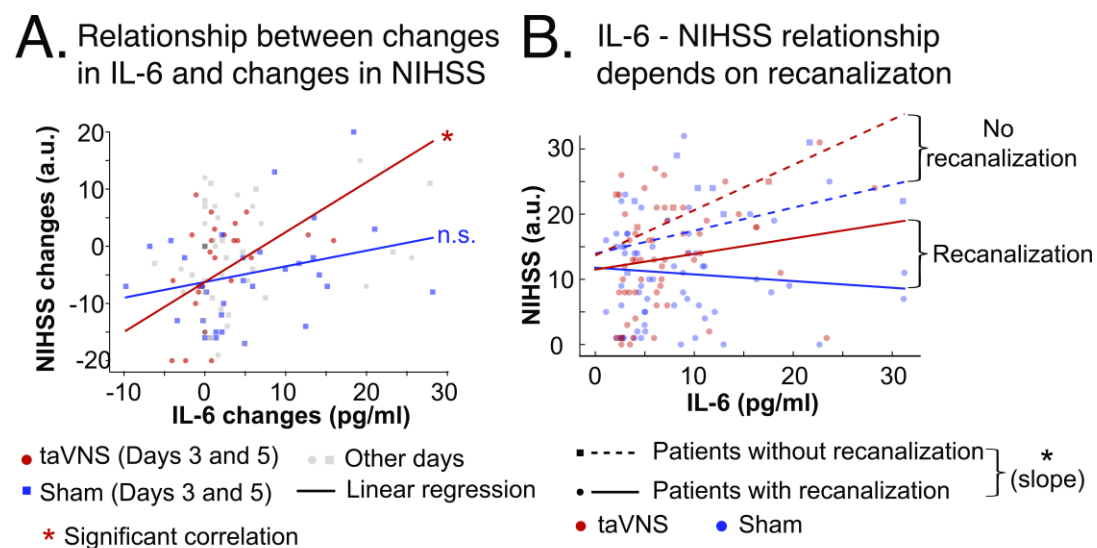 A. Relationship between changes
in IL-6 and changes in NIHSS
NIHSS changes (a.u.)
20
10
0
-10
-20
*
n.s.
-10 0 10 20 30
IL-6 changes (pg/ml)
taVNS (Days 3 and 5) Other days
Sham (Days 3 and 5) Linear regression
* Significant correlation
B. IL-6 - NIHSS relationship
depends on recanalizaton
NIHSS (a.u.)
30
20
10
0
No
recanalization
Recanalization
0 10 20 30
IL-6 (pg/ml)
Patients without recanalization
Patients with recanalization
*
(slope)
taVNS Sham